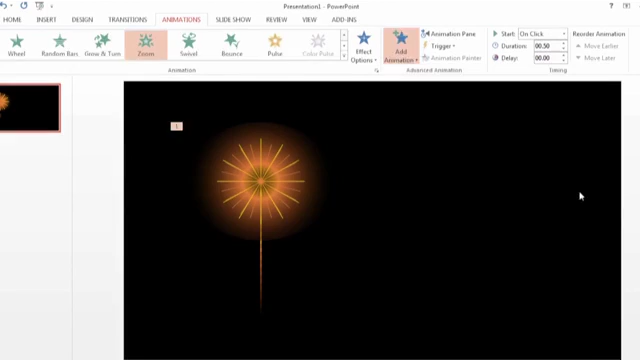 Presentation1 - PowerPoint
HOME INSERT DESIGN TRANSITIONS ANIMATIONS SLIDE SHOW REVIEW VIEW ADD-INS
Wheel Random Bars Grow & Turn Zoom Swivel Bounce Pulse Color Pulse
Effect Options
Add Animation
Animation Pane
Trigger
Animation Painter
Start: On Click
Duration: 00.50
Delay: 00.00
Reorder Animation
Move Earlier
Move Later
Animation Advanced Animation Timing
1